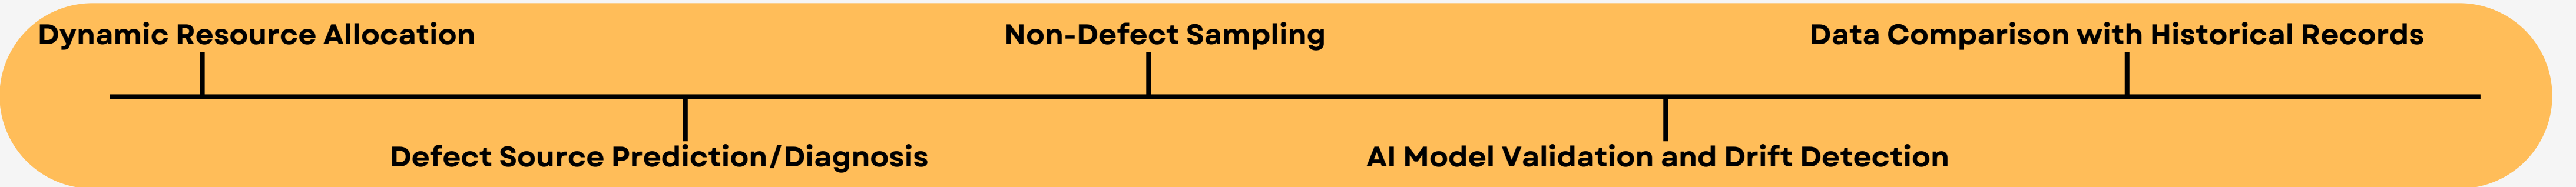 Dynamic Resource Allocation
Non-Defect Sampling
Data Comparison with Historical Records
Defect Source Prediction/Diagnosis
AI Model Validation and Drift Detection